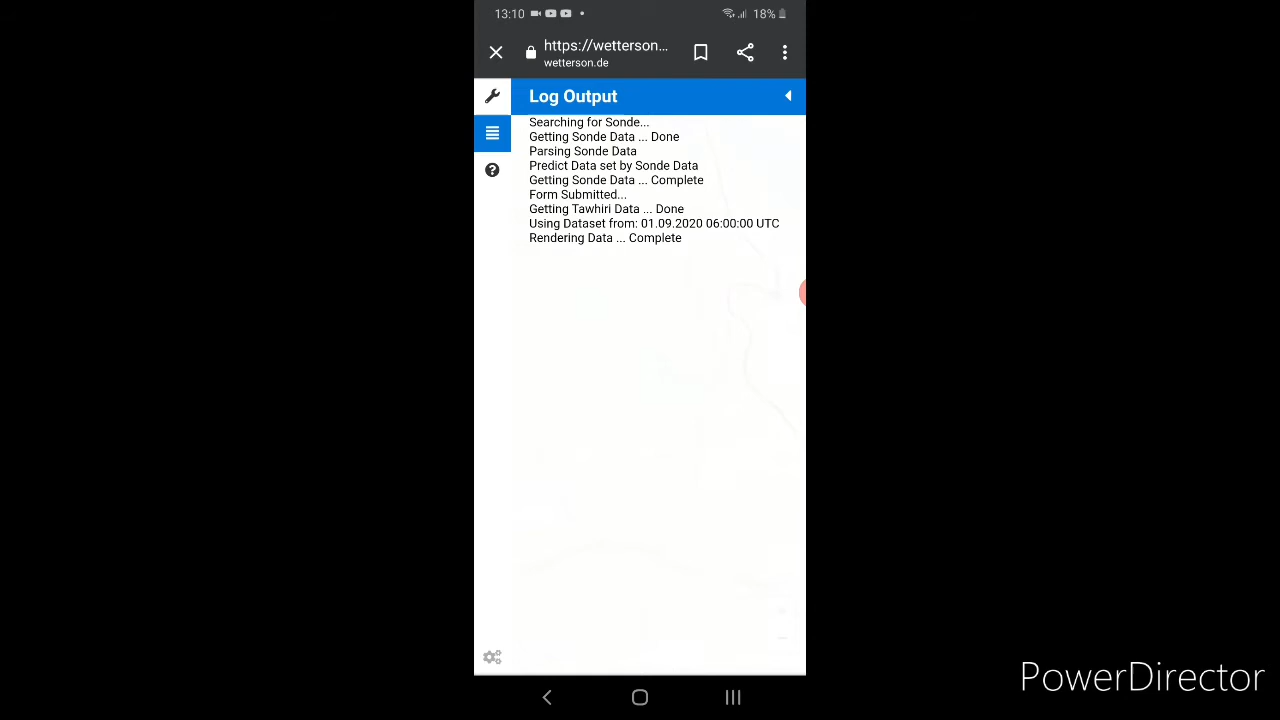 13:10
18%
https://wetterson...
wetterson.de
Log Output
Searching for Sonde...
Getting Sonde Data ... Done
Parsing Sonde Data
Predict Data set by Sonde Data
Getting Sonde Data ... Complete
Form Submitted...
Getting Tawhiri Data ... Done
Using Dataset from: 01.09.2020 06:00:00 UTC
Rendering Data ... Complete
PowerDirector